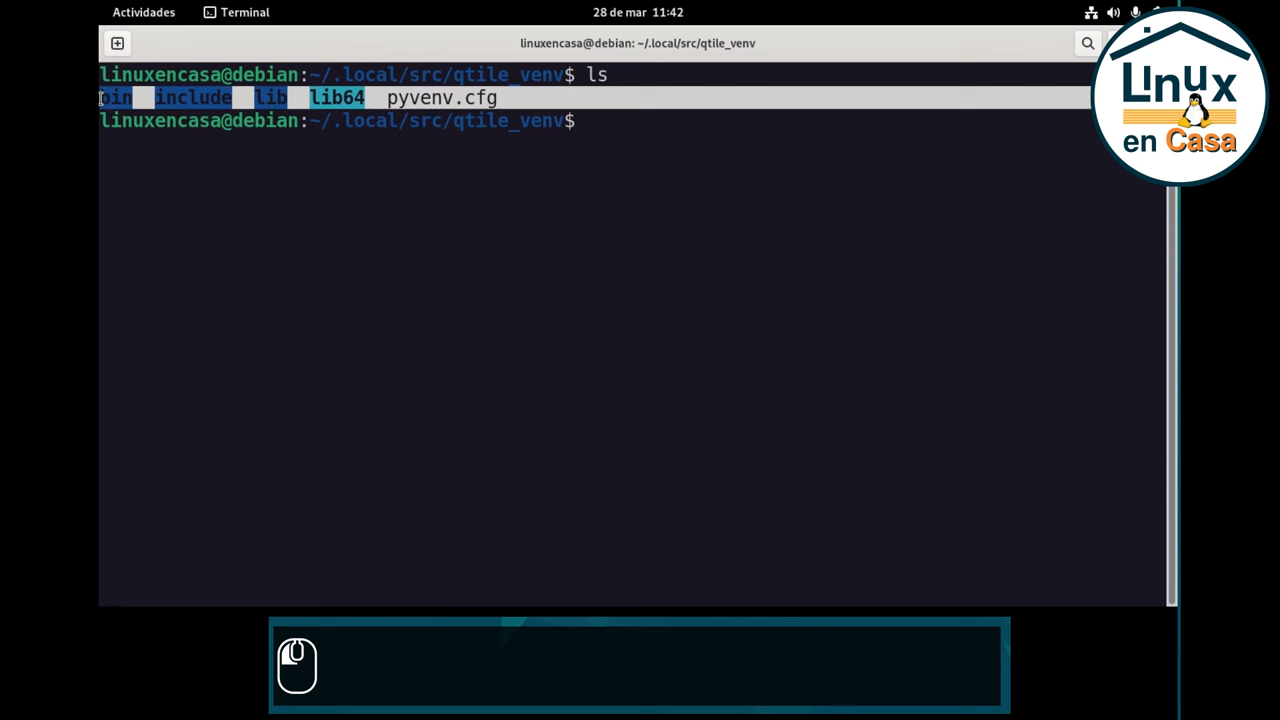 Actividades Terminal 28 de mar 11:42
linuxencasa@debian: ~/.local/src/qtile_venv
linuxencasa@debian:~/.local/src/qtile_venv$ ls
bin include lib lib64 pyvenv.cfg
linuxencasa@debian:~/.local/src/qtile_venv$
Linux
en Casa